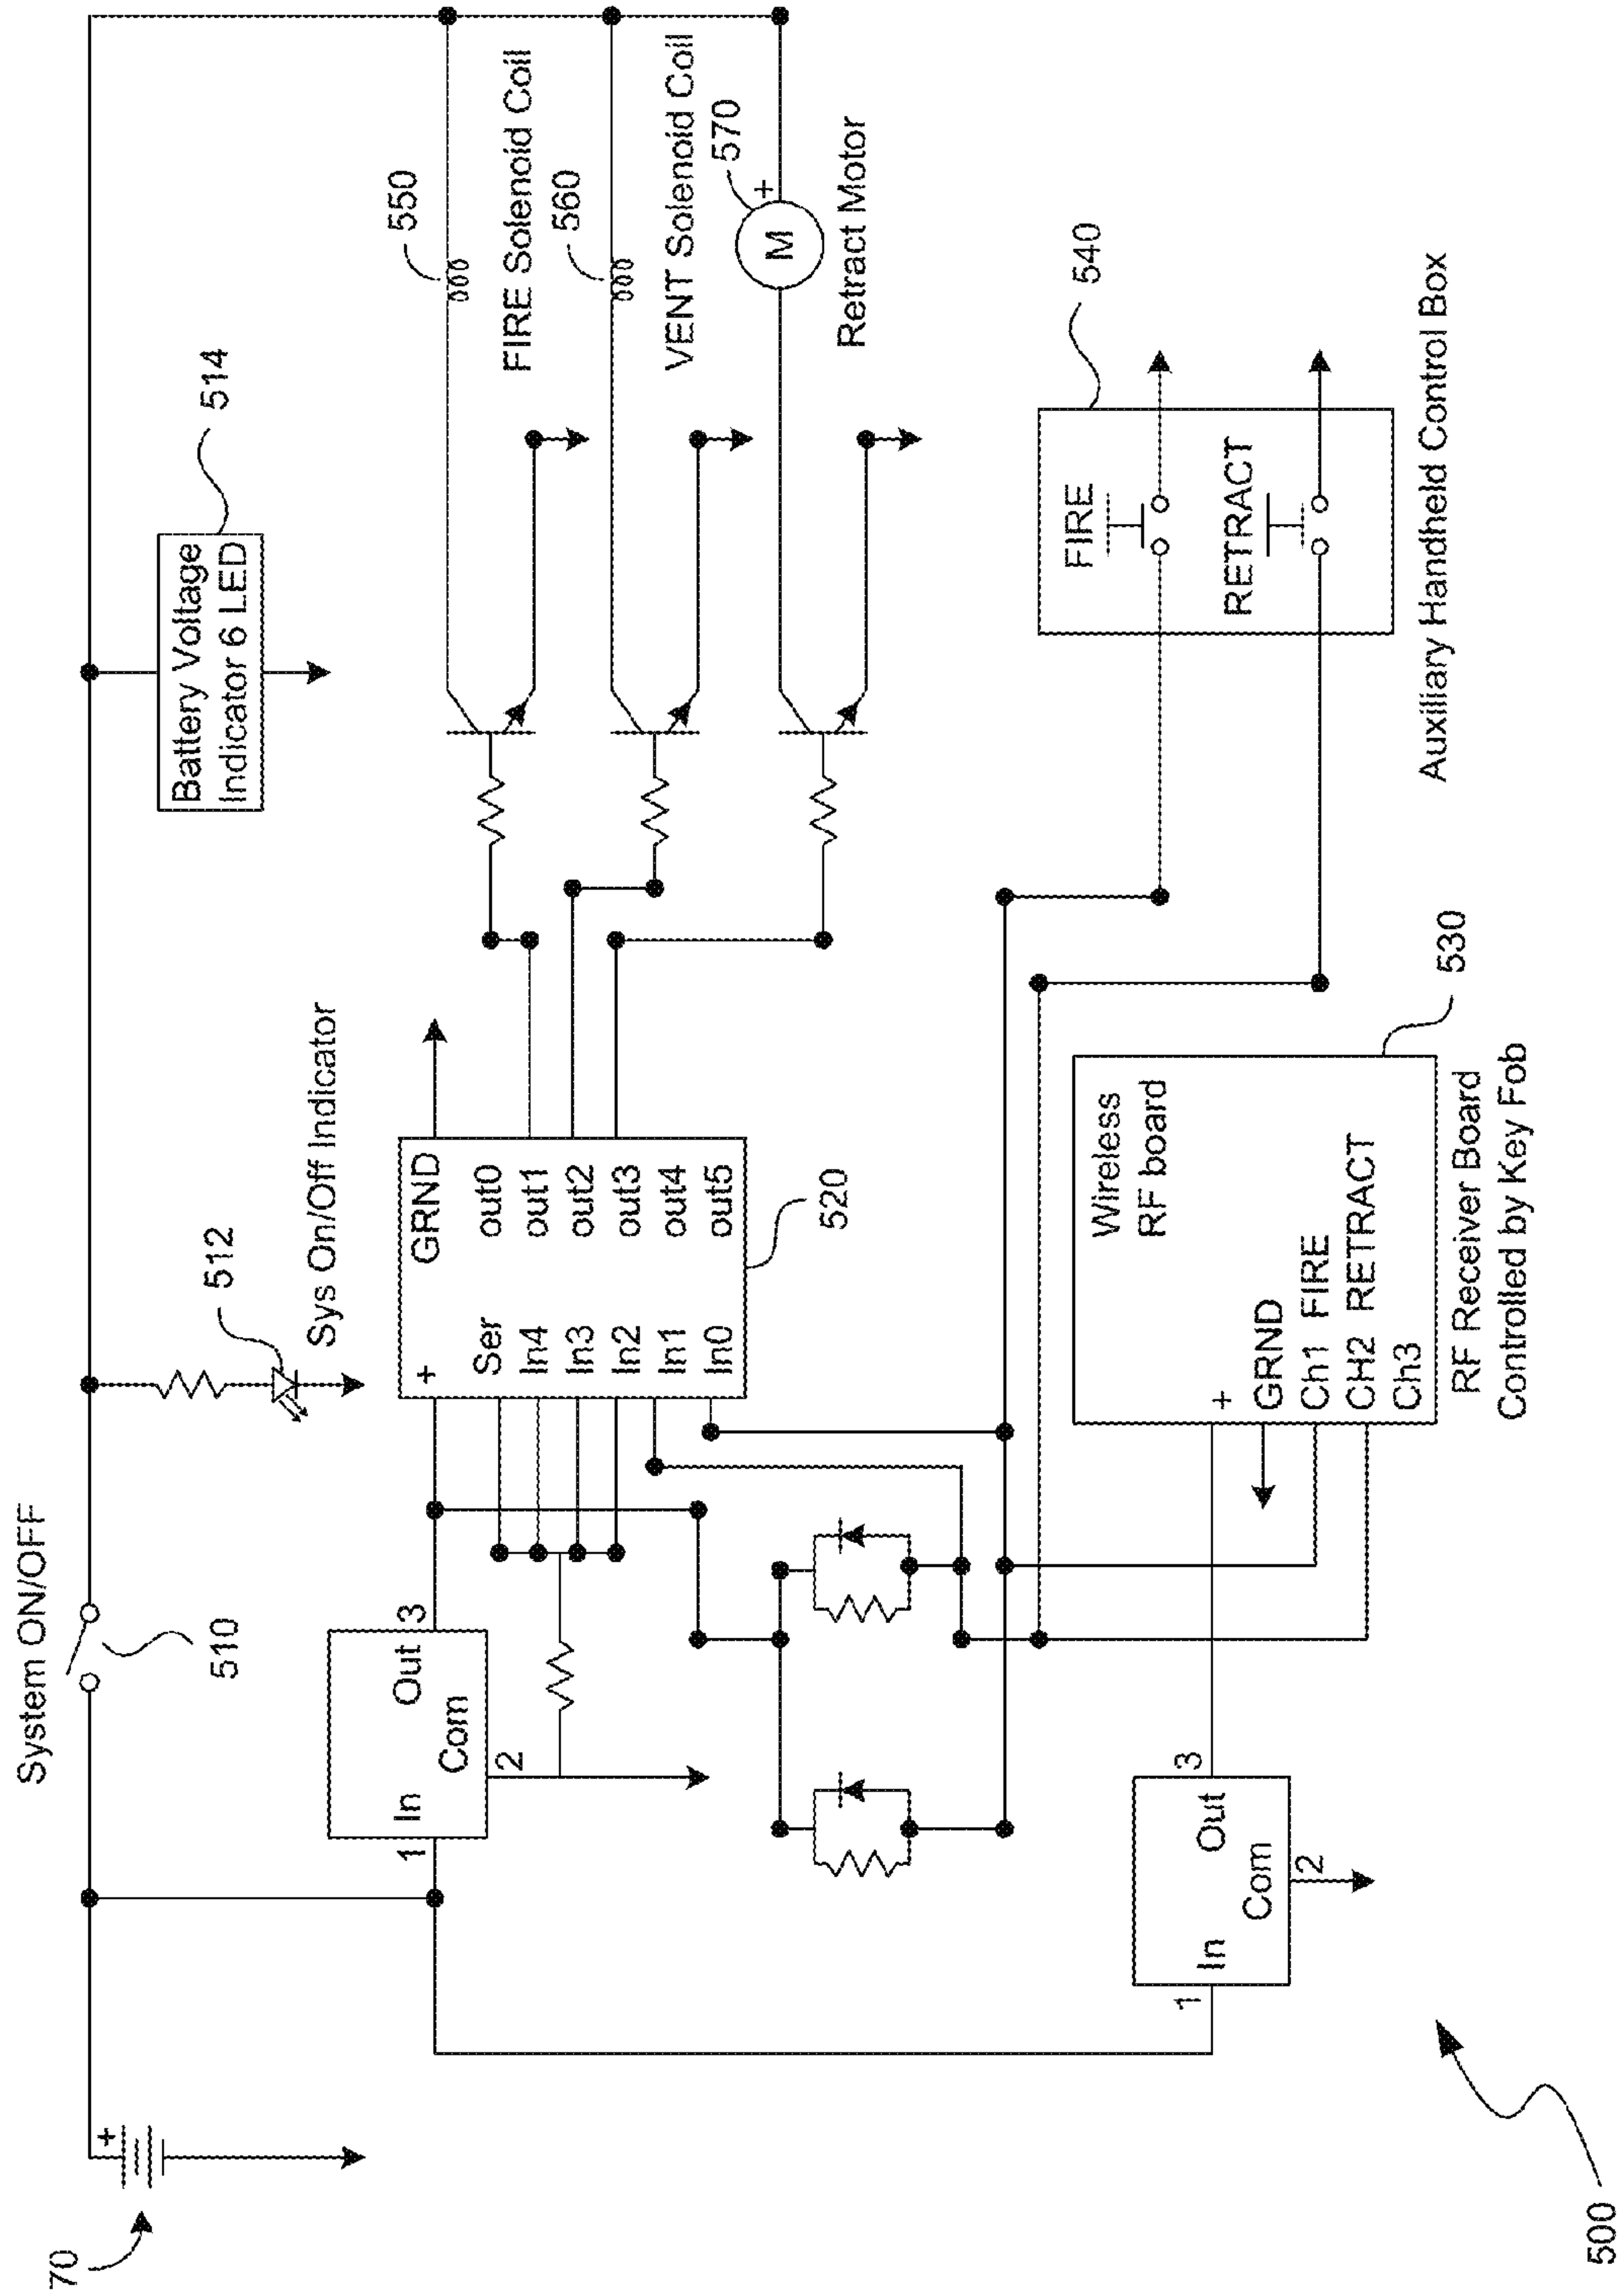 70
+
System ON/OFF
510
512
Sys On/Off Indicator
Battery Voltage
Indicator 6 LED
514
1
In
Out
3
Com
2
+
GRND
Ser
out0
In4
out1
In3
out2
In2
out3
In1
out4
In0
out5
520
550
FIRE Solenoid Coil
560
VENT Solenoid Coil
570
M
+
Retract Motor
540
FIRE
RETRACT
Auxiliary Handheld Control Box
Wireless
RF board
+
GRND
Ch1 FIRE
CH2 RETRACT
Ch3
530
RF Receiver Board
Controlled by Key Fob
1
In
Out
3
Com
2
500